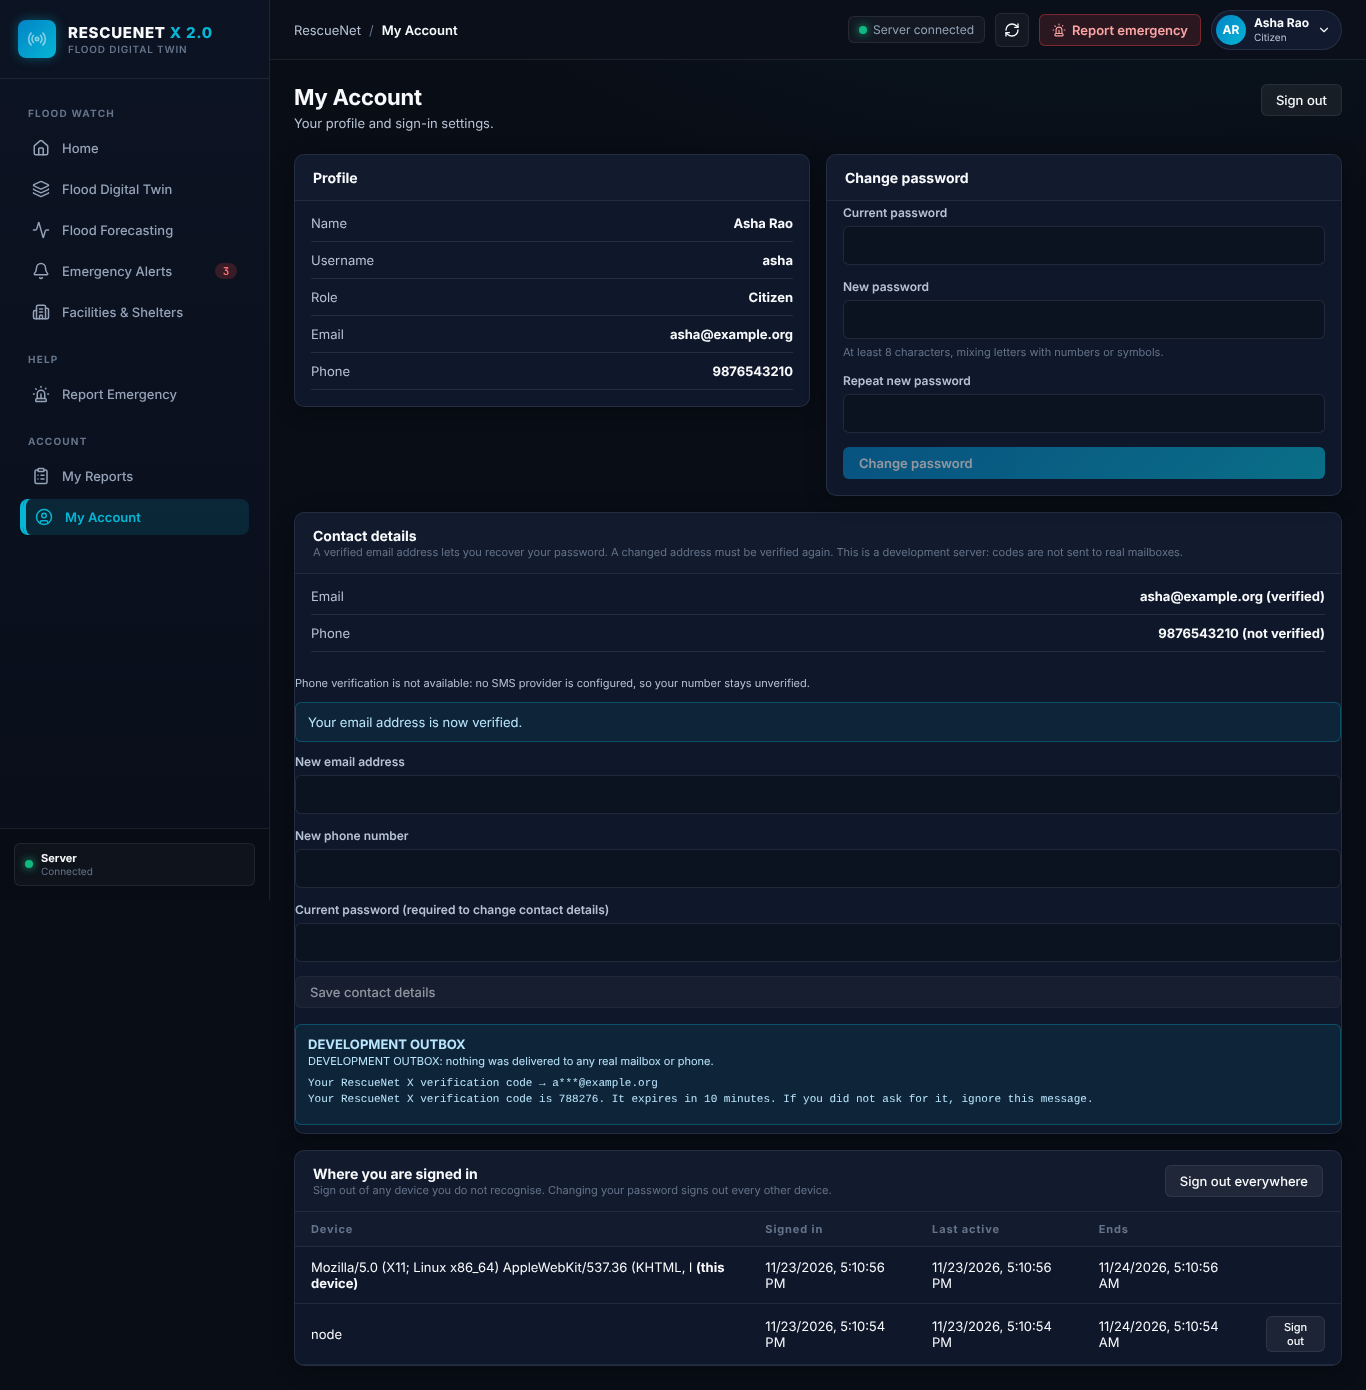 RESCUENET X 2.0
FLOOD DIGITAL TWIN
FLOOD WATCH
Home
Flood Digital Twin
Flood Forecasting
Emergency Alerts 3
Facilities & Shelters
HELP
Report Emergency
ACCOUNT
My Reports
My Account
Server
Connected
RescueNet / My Account
Server connected
Report emergency
AR
Asha Rao
Citizen
My Account
Your profile and sign-in settings.
Sign out
Profile
Name Asha Rao
Username asha
Role Citizen
Email asha@example.org
Phone 9876543210
Change password
Current password
New password
At least 8 characters, mixing letters with numbers or symbols.
Repeat new password
Change password
Contact details
A verified email address lets you recover your password. A changed address must be verified again. This is a development server: codes are not sent to real mailboxes.
Email asha@example.org (verified)
Phone 9876543210 (not verified)
Phone verification is not available: no SMS provider is configured, so your number stays unverified.
Your email address is now verified.
New email address
New phone number
Current password (required to change contact details)
Save contact details
DEVELOPMENT OUTBOX
DEVELOPMENT OUTBOX: nothing was delivered to any real mailbox or phone.
Your RescueNet X verification code → a***@example.org
Your RescueNet X verification code is 788276. It expires in 10 minutes. If you did not ask for it, ignore this message.
Where you are signed in
Sign out of any device you do not recognise. Changing your password signs out every other device.
Sign out everywhere
Device Signed in Last active Ends
Mozilla/5.0 (X11; Linux x86_64) AppleWebKit/537.36 (KHTML, l (this device) 11/23/2026, 5:10:56 PM 11/23/2026, 5:10:56 PM 11/24/2026, 5:10:56 AM
node 11/23/2026, 5:10:54 PM 11/23/2026, 5:10:54 PM 11/24/2026, 5:10:54 AM Sign out